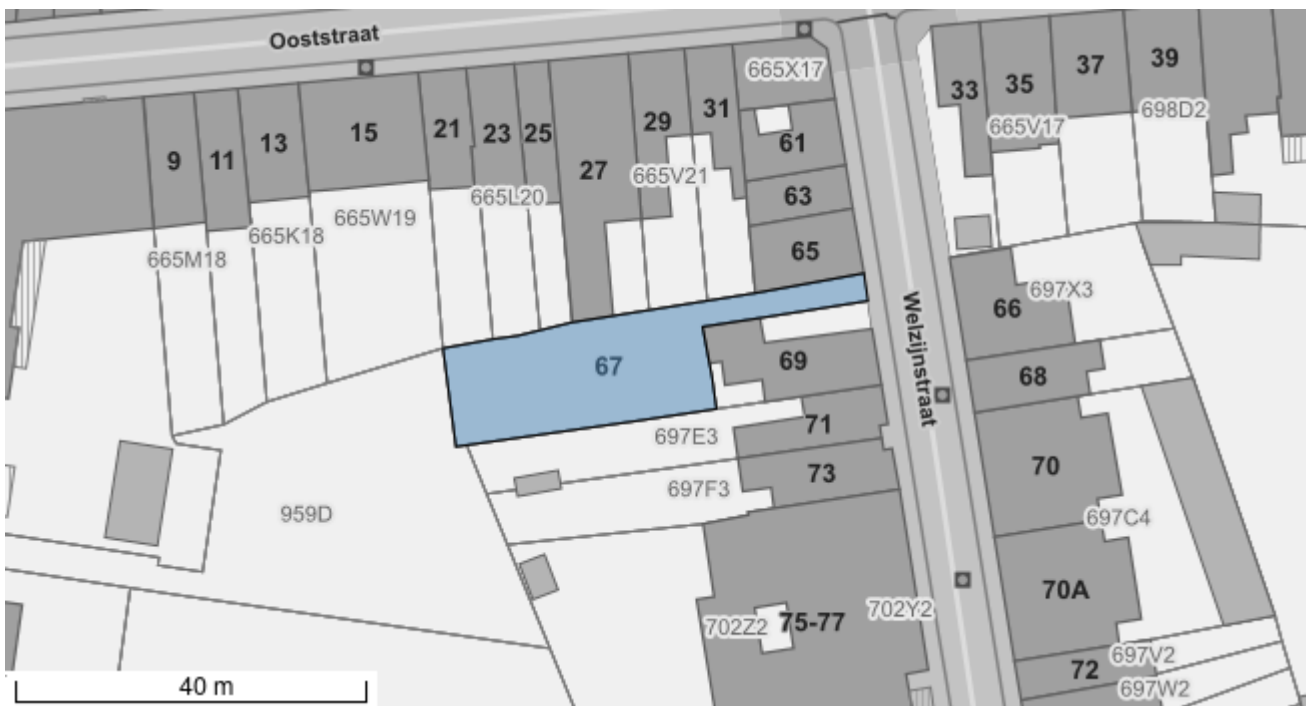 Ooststraat
665X17
33
35
37
39
9
11
13
15
21
23
25
27
29
31
61
665V17
698D2
665M18
665K18
665W19
665L20
665V21
63
65
66
697X3
Welzijnstraat
67
69
68
697E3
71
70
959D
697F3
73
697C4
702Z2
75-77
702Y2
70A
72
697V2
697W2
40 m